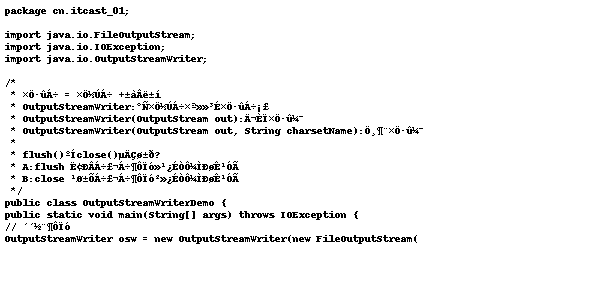 package cn.itcast_01;
import java.io.FileOutputStream;
import java.io.IOException;
import java.io.OutputStreamWriter;
/*
* ×Ö·ûÁ÷ = ×Ö½ÚÁ÷ +±àÂë±í
* OutputStreamWriter:°Ñ×Ö½ÚÁ÷×ª»»³É×Ö·ûÁ÷¡£
* OutputStreamWriter(OutputStream out):Ä¬ÈÏ×Ö·û¼¯
* OutputStreamWriter(OutputStream out, String charsetName):Ö¸¶¨×Ö·û¼¯
*
* flush()ºÍclose()µÄÇø±ð?
* A:flush Ë¢ÐÂÁ÷£¬Á÷¶ÔÏó»¹¿ÉÒÔ¼ÌÐøÊ¹ÓÃ
* B:close ¹Ø±ÕÁ÷£¬Á÷¶ÔÏó²»¿ÉÒÔ¼ÌÐøÊ¹ÓÃ
*/
public class OutputStreamWriterDemo {
public static void main(String[] args) throws IOException {
// ´´½¨¶ÔÏó
OutputStreamWriter osw = new OutputStreamWriter(new FileOutputStream(